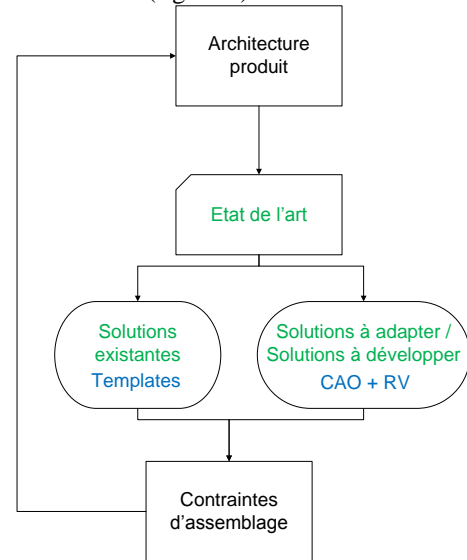 Architecture
produit
Etat de l'art
Solutions
existantes
Templates
Solutions à adapter /
Solutions à développer
CAO + RV
Contraintes
d'assemblage